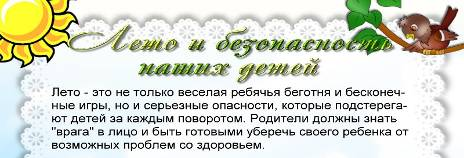 Лето и безопасность
наших детей
Лето - это не только веселая ребячья беготня и бесконеч-
ные игры, но и серьезные опасности, которые подстерега-
ют детей за каждым поворотом. Родители должны знать
"врага" в лицо и быть готовыми уберечь своего ребенка от
возможных проблем со здоровьем.